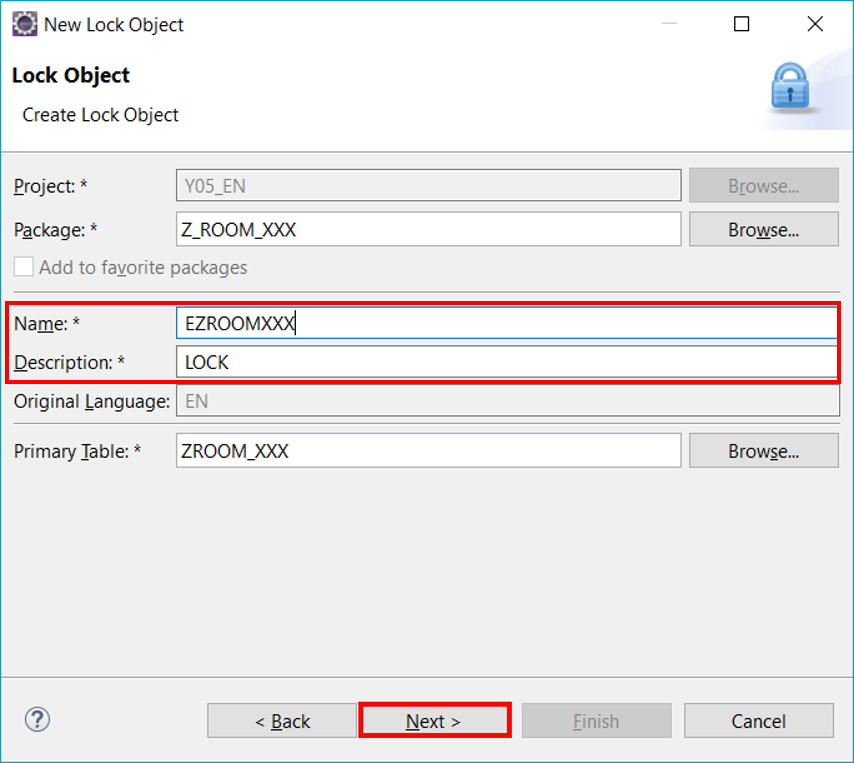 New Lock Object
Lock Object
Create Lock Object
Project: * Y05_EN Browse...
Package: * Z_ROOM_XXX Browse...
Add to favorite packages
Name: * EZROOMXXX
Description: * LOCK
Original Language: EN
Primary Table: * ZROOM_XXX Browse...
? < Back Next > Finish Cancel